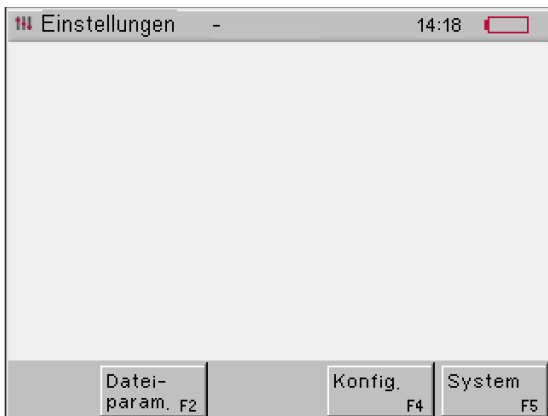 Einstellungen - 14:18
Datei-
param. F2
Konfig.
F4
System
F5